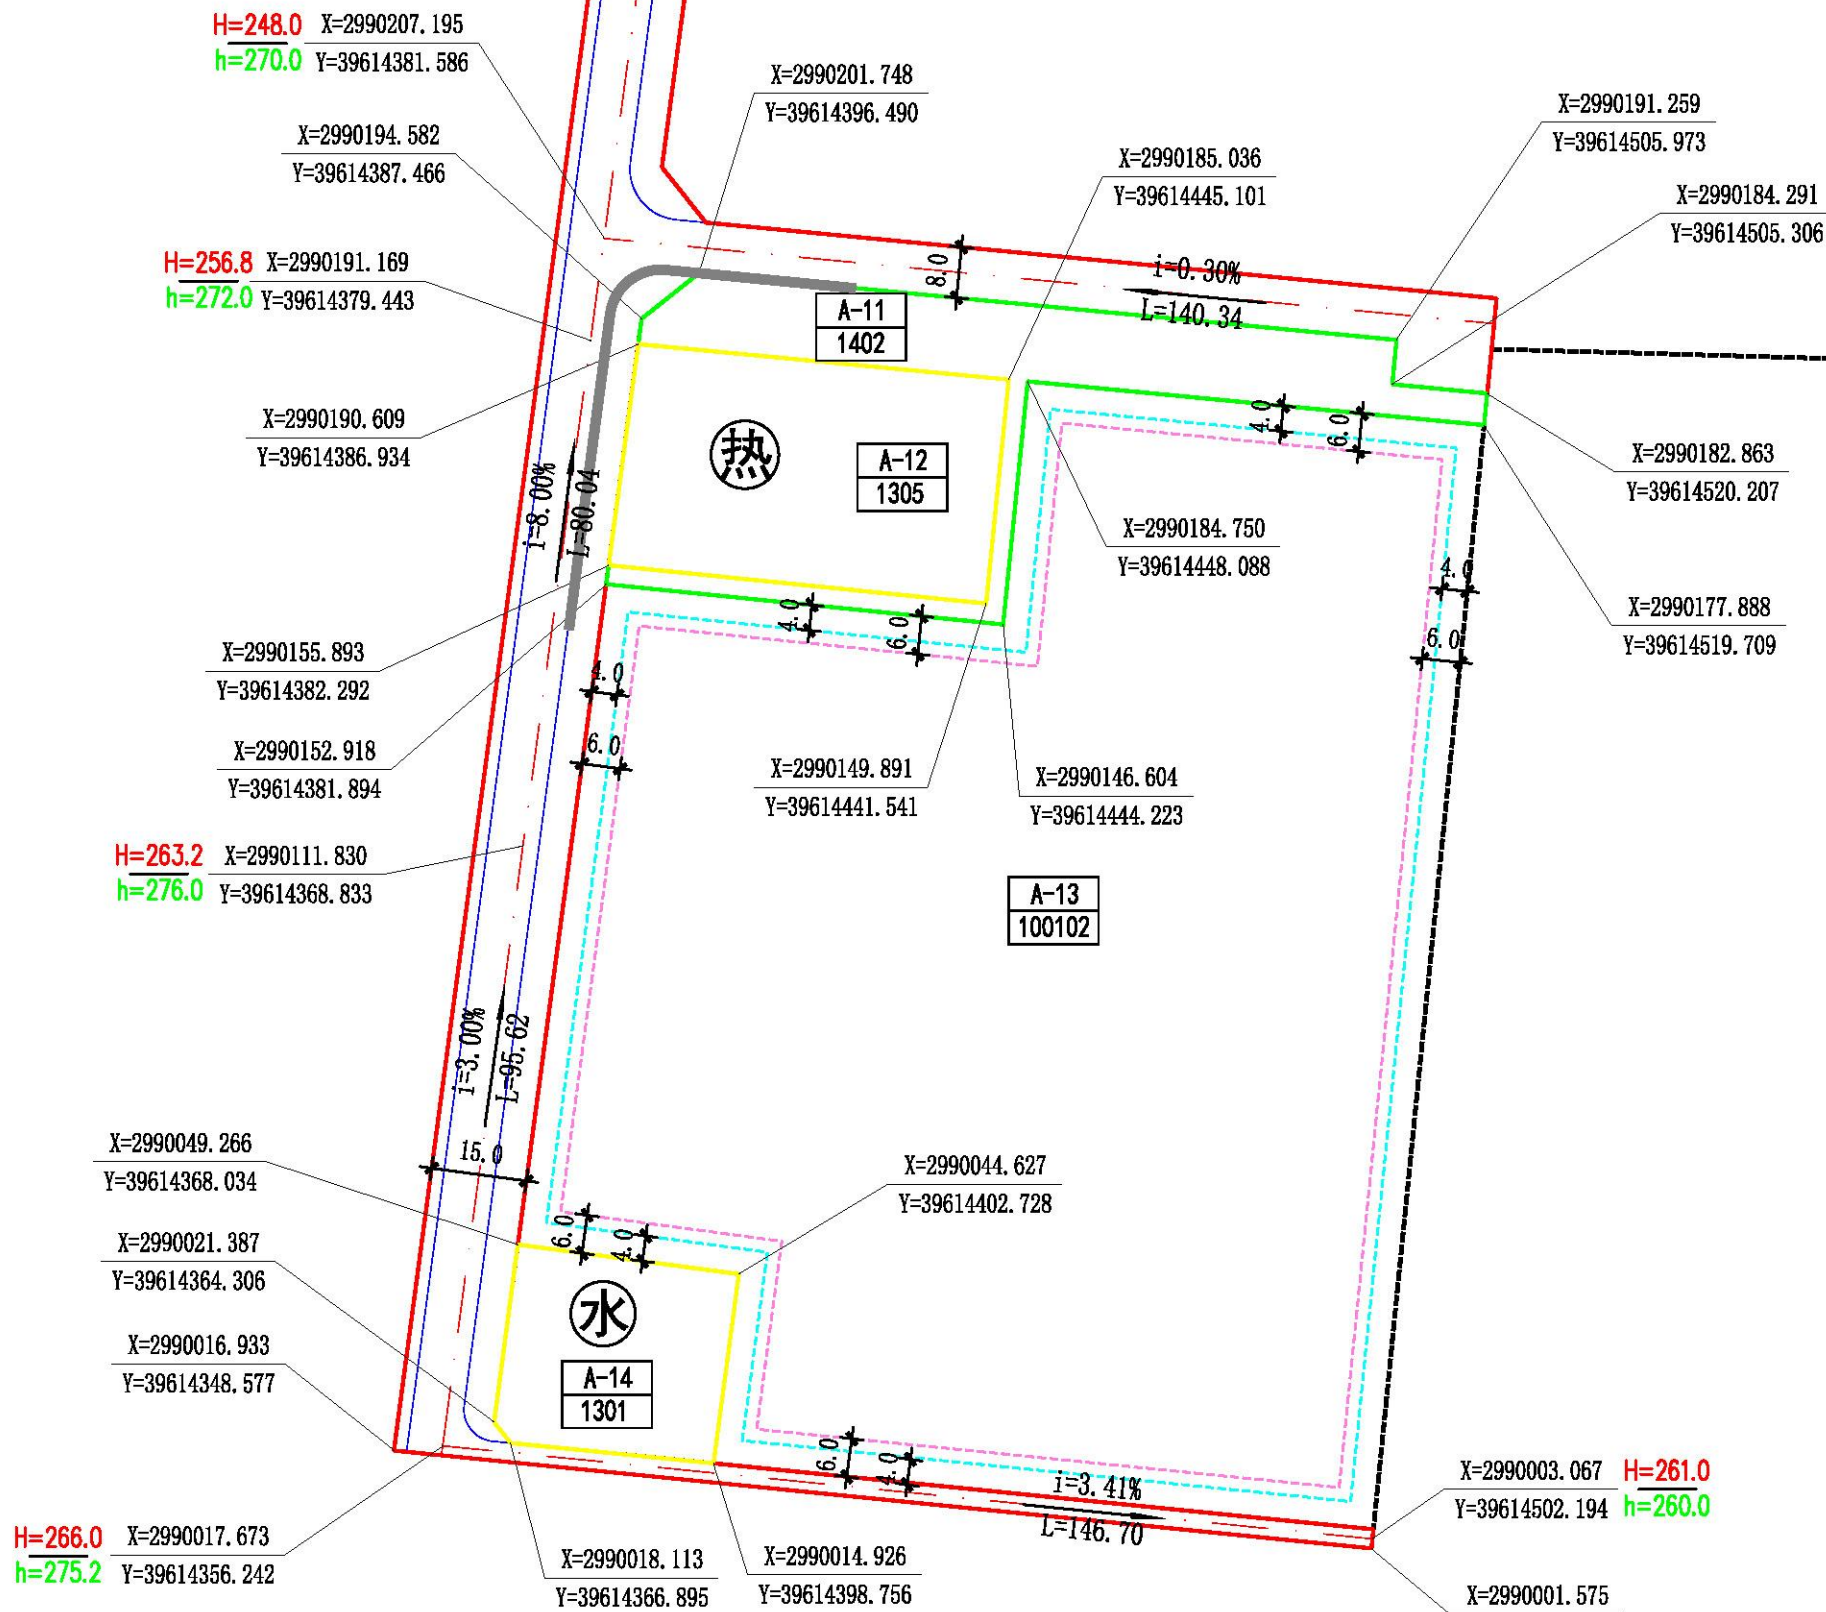 H=248.0 X=2990207.195
h=270.0 Y=39614381.586
X=2990201.748
Y=39614396.490
X=2990191.259
Y=39614505.973
X=2990194.582
Y=39614387.466
X=2990185.036
Y=39614445.101
X=2990184.291
Y=39614505.306
H=256.8 X=2990191.169
h=272.0 Y=39614379.443
8.0
i=0.30%
L=140.34
A-11
1402
X=2990190.609
Y=39614386.934
热
A-12
1305
4.0
6.0
X=2990182.863
Y=39614520.207
i=8.00%
L=80.04
X=2990184.750
Y=39614448.088
4.0
6.0
X=2990177.888
Y=39614519.709
4.0
6.0
X=2990155.893
Y=39614382.292
4.0
6.0
X=2990152.918
Y=39614381.894
X=2990149.891
Y=39614441.541
X=2990146.604
Y=39614444.223
H=263.2 X=2990111.830
h=276.0 Y=39614368.833
A-13
100102
i=3.00%
L=95.62
X=2990049.266
Y=39614368.034
15.0
X=2990044.627
Y=39614402.728
6.0
4.0
X=2990021.387
Y=39614364.306
水
X=2990016.933
Y=39614348.577
A-14
1301
6.0
4.0
i=3.41%
L=146.70
X=2990003.067 H=261.0
Y=39614502.194 h=260.0
H=266.0 X=2990017.673
h=275.2 Y=39614356.242
X=2990018.113
Y=39614366.895
X=2990014.926
Y=39614398.756
X=2990001.575